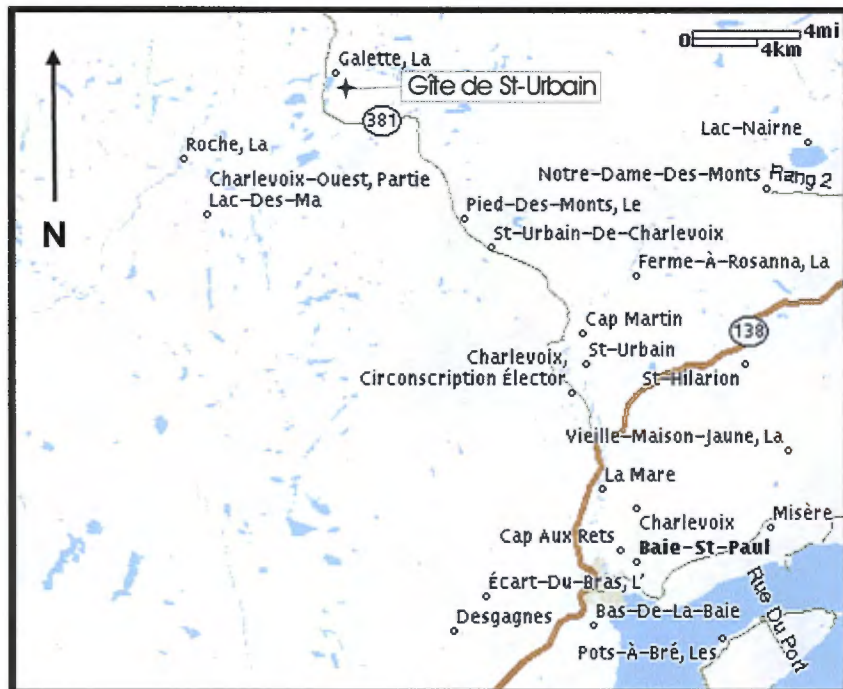 4mi
0
4km
Galette, La
Gîte de St-Urbain
381
Lac-Nairne
Roche, La
Notre-Dame-Des-Monts
Rang 2
Charlevoix-Ouest, Partie
Lac-Des-Ma
N
Pied-Des-Monts, Le
St-Urbain-De-Charlevoix
Ferme-À-Rosanna, La
Cap Martin
138
St-Urbain
Charlevoix,
Circonscription Élector
St-Hilarion
Vieille-Maison-Jaune, La
La Mare
Charlevoix
Misère
Cap Aux Rets
Baie-St-Paul
Écart-Du-Bras, L'
Rue Du Port
Desgagnes
Bas-De-La-Baie
Pots-À-Bré, Les